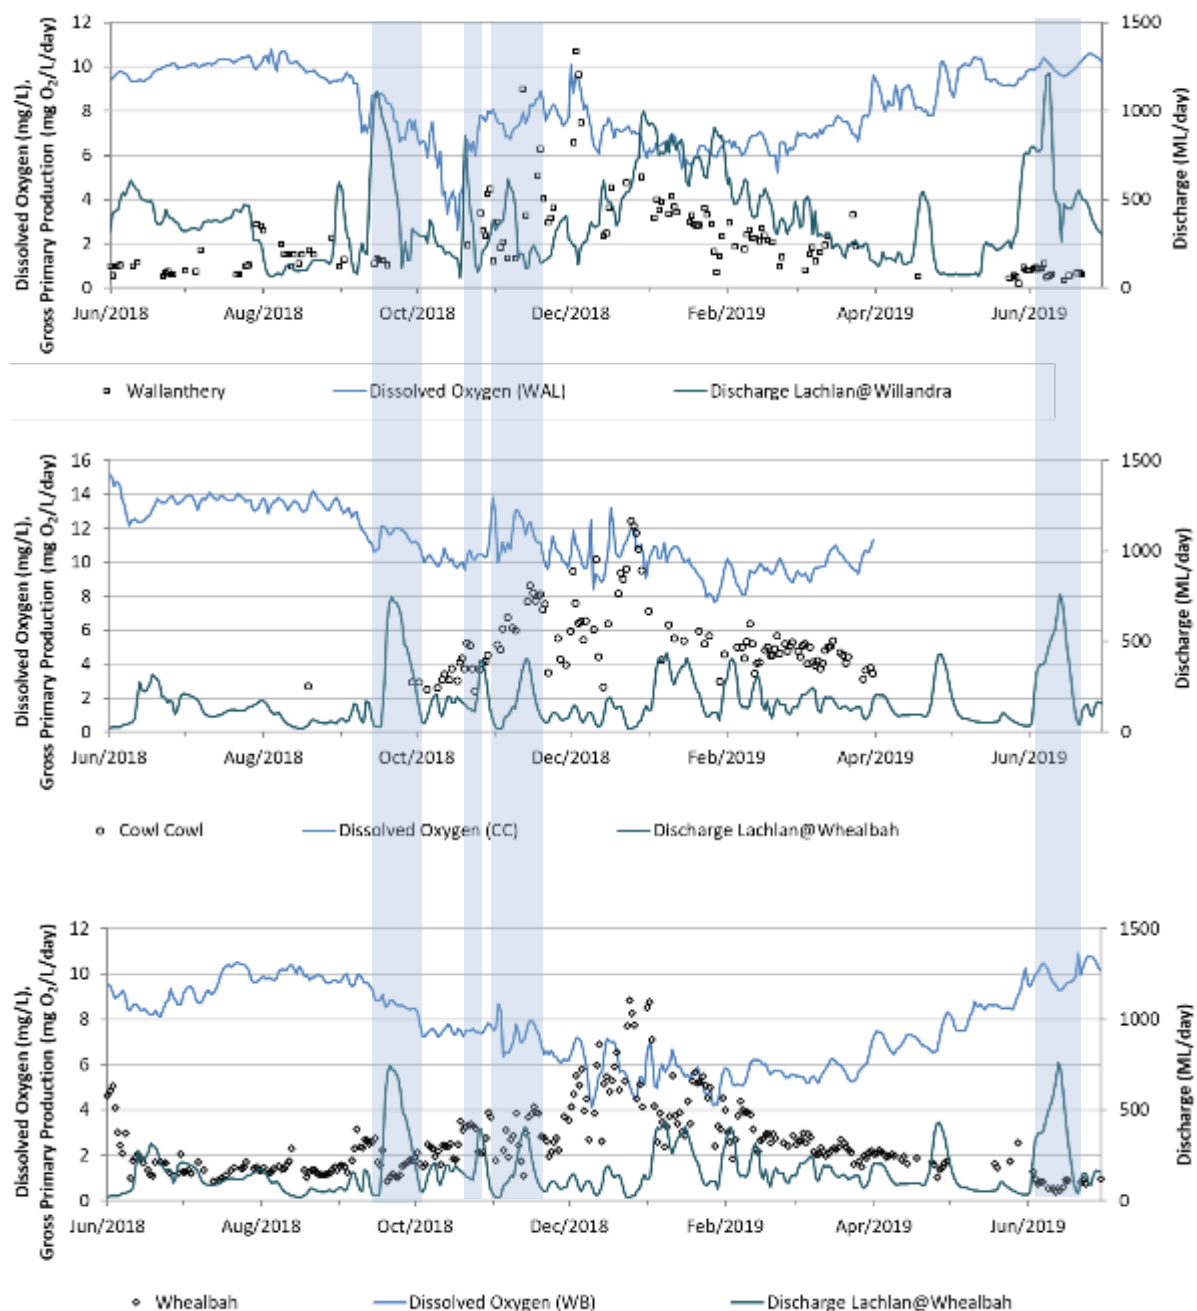 Dissolved Oxygen (mg/L),
Gross Primary Production (mg O₂/L/day)
12
10
8
6
4
2
0
1500
1000
500
0
Discharge (ML/day)
Jun/2018 Aug/2018 Oct/2018 Dec/2018 Feb/2019 Apr/2019 Jun/2019
Wallanthery Dissolved Oxygen (WAL) Discharge Lachlan@Willandra
Dissolved Oxygen (mg/L),
Gross Primary Production (mg O₂/L/day)
16
14
12
10
8
6
4
2
0
1500
1000
500
0
Discharge (ML/day)
Jun/2018 Aug/2018 Oct/2018 Dec/2018 Feb/2019 Apr/2019 Jun/2019
Cowl Cowl Dissolved Oxygen (CC) Discharge Lachlan@Whealbah
Dissolved Oxygen (mg/L),
Gross Primary Production (mg O₂/L/day)
12
10
8
6
4
2
0
1500
1000
500
0
Discharge (ML/day)
Jun/2018 Aug/2018 Oct/2018 Dec/2018 Feb/2019 Apr/2019 Jun/2019
Whealbah Dissolved Oxygen (WB) Discharge Lachlan@Whealbah